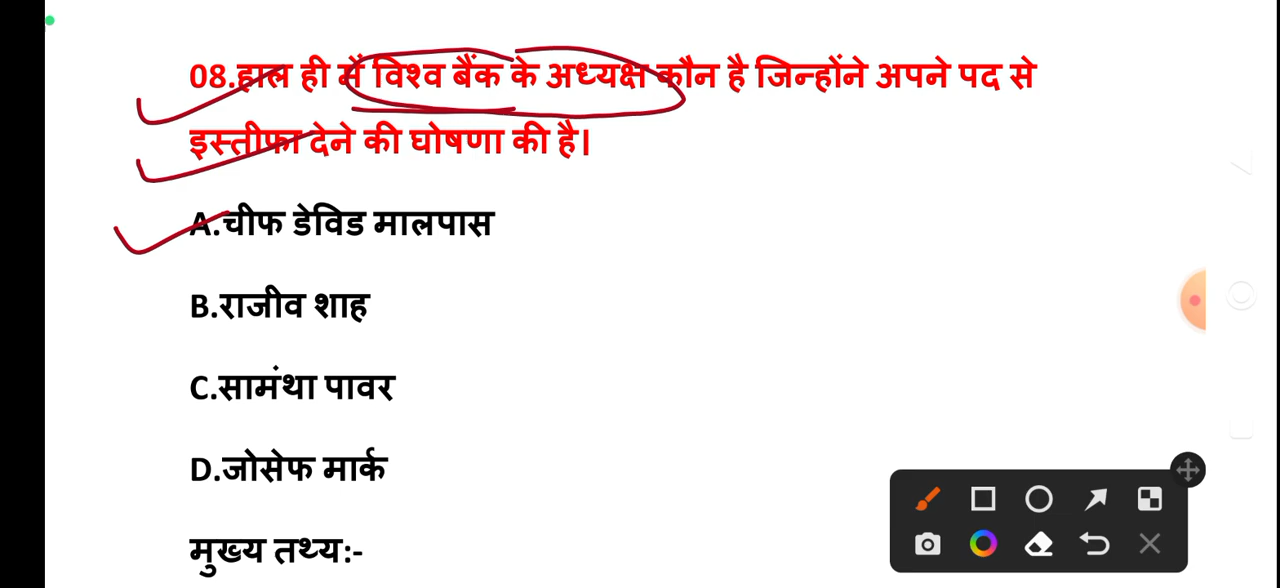 08.हाल ही में विश्व बैंक के अध्यक्ष कौन है जिन्होंने अपने पद से
इस्तीफा देने की घोषणा की है।
A.चीफ डेविड मालपास
B.राजीव शाह
C.सामंथा पावर
D.जोसेफ मार्क
मुख्य तथ्य:-